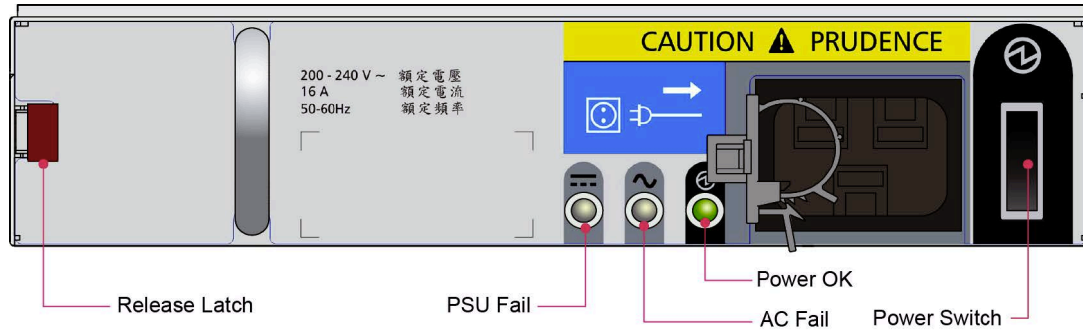 CAUTION PRUDENCE
200 - 240 V ~ 額定電壓
16 A 額定電流
50-60Hz 額定頻率
Release Latch
PSU Fail
Power OK
AC Fail
Power Switch